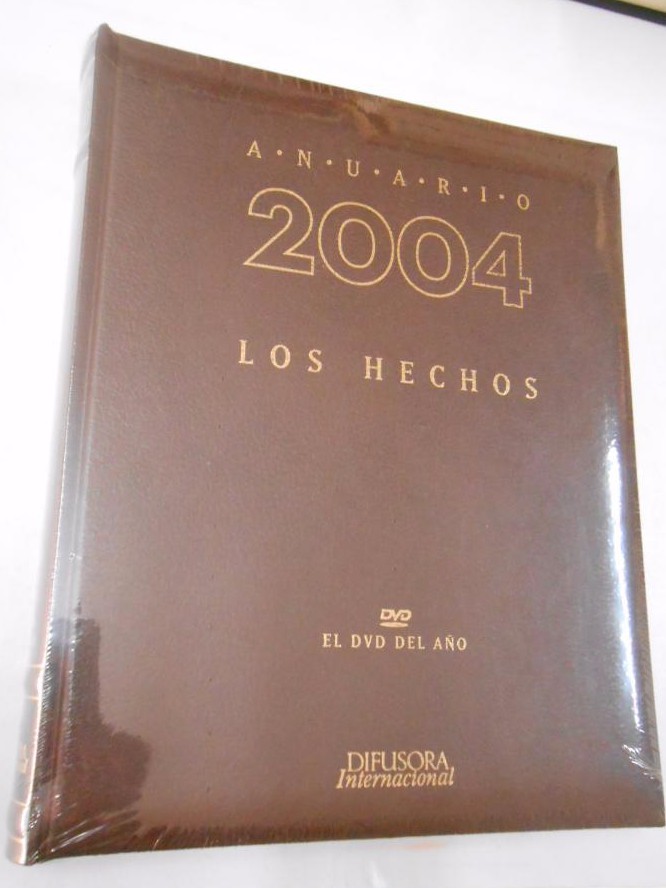 A·N·U·A·R·I·O
2004
LOS HECHOS
DVD
EL DVD DEL AÑO
DIFUSORA
Internacional